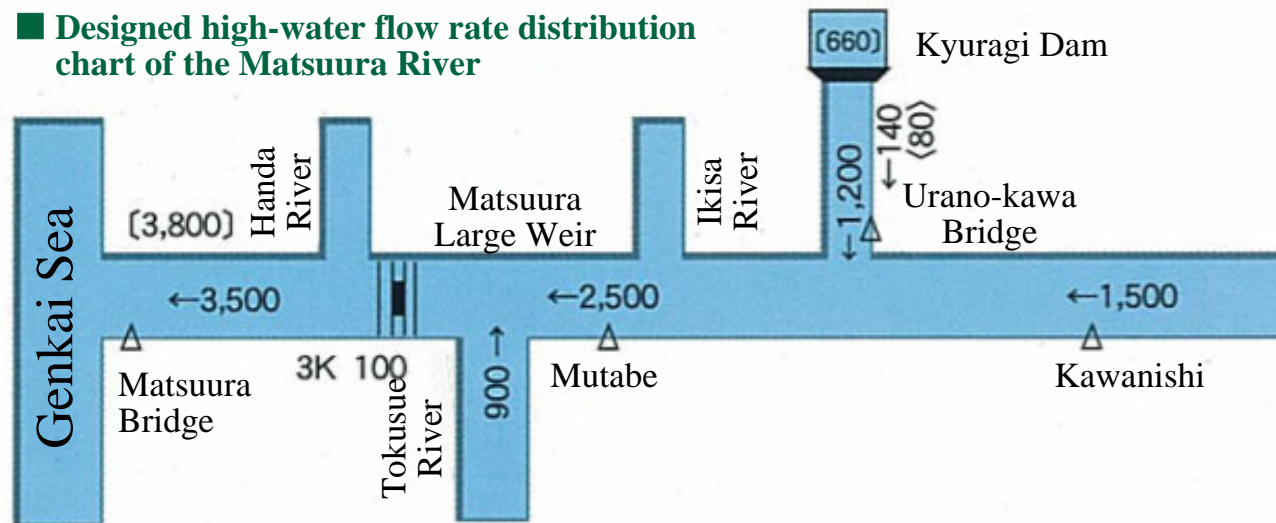 ■ Designed high-water flow rate distribution
chart of the Matsuura River
[660]
Kyuragi Dam
←140
〈80〉
←1,200
Urano-kawa
Bridge
Ikisa
River
Matsuura
Large Weir
Handa
River
[3,800]
Genkai Sea
←3,500
←2,500
←1,500
Matsuura
Bridge
3K 100
Tokusue
River
900→
Mutabe
Kawanishi